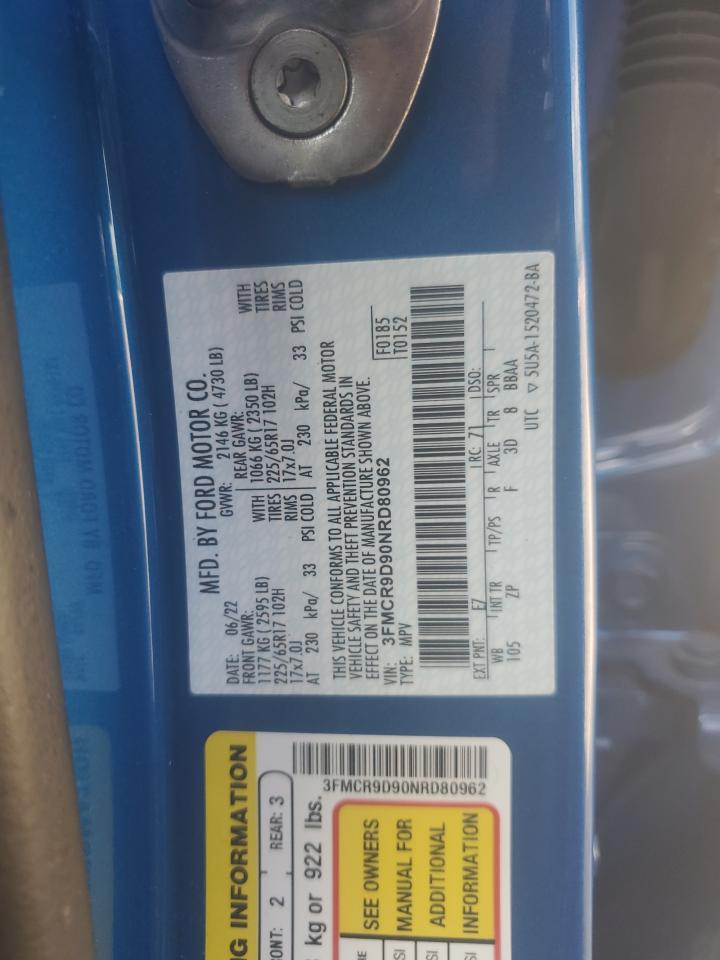 MFD. BY FORD MOTOR CO.
DATE: 06/22 GVWR: 2146 KG ( 4730 LB)
FRONT GAWR: REAR GAWR:
1177 KG ( 2595 LB) WITH 1066 KG ( 2350 LB) WITH
225/65R17 102H TIRES 225/65R17 102H TIRES
17x7.0J RIMS 17x7.0J RIMS
AT 230 kPa/ 33 PSI COLD AT 230 kPa/ 33 PSI COLD
THIS VEHICLE CONFORMS TO ALL APPLICABLE FEDERAL MOTOR
VEHICLE SAFETY AND THEFT PREVENTION STANDARDS IN
EFFECT ON THE DATE OF MANUFACTURE SHOWN ABOVE.
VIN: 3FMCR9D90NRD80962 F0185
TYPE: MPV T0152
EXT PNT: E7 RC: 71 DSO:
WB INT TR TP/PS R AXLE TR SPR
105 ZP F 3D 8 BBAA
UTC ▽ 5U5A-1520472-BA
NG INFORMATION
ONT: 2 REAR: 3
kg or 922 lbs.
3FMCR9D90NRD80962
SEE OWNERS
MANUAL FOR
ADDITIONAL
INFORMATION